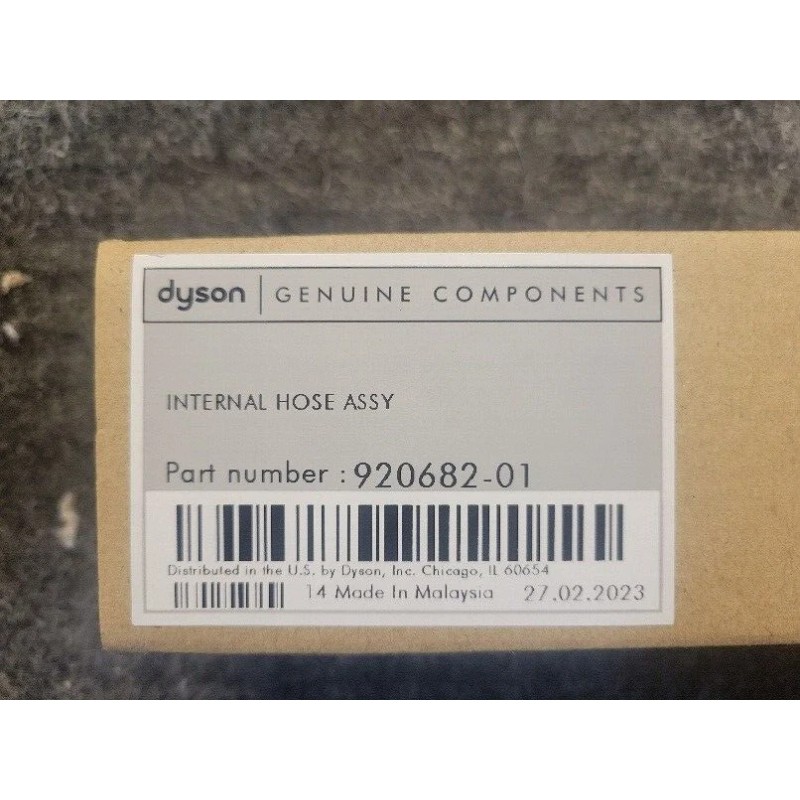 dyson | GENUINE COMPONENTS
INTERNAL HOSE ASSY
Part number : 920682-01
Distributed in the U.S. by Dyson, Inc. Chicago, IL 60654
14 Made In Malaysia 27.02.2023